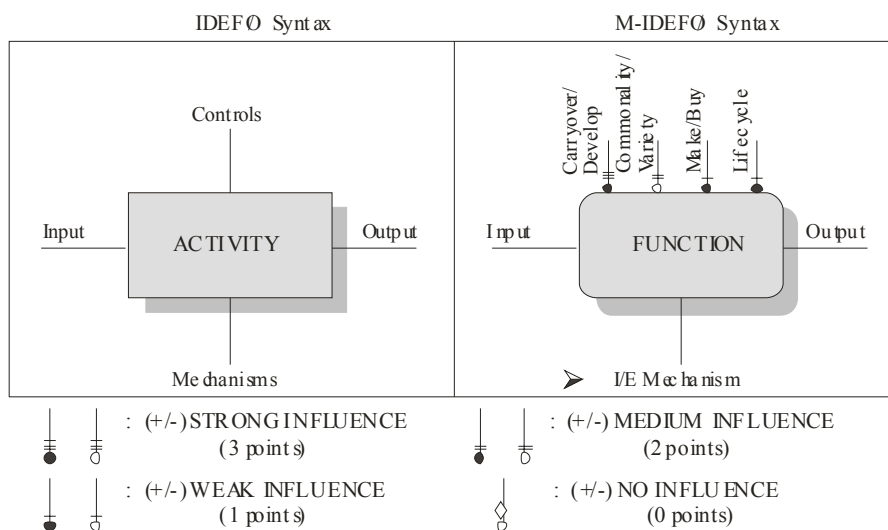 IDEFØ Syntax
M-IDEFØ Syntax
Controls
Input
ACTIVITY
Output
Mechanisms
Carryover/
Develop
Commonality/
Variety
Make/Buy
Lifecycle
Input
FUNCTION
Output
I/E Mechanism
: (+/-) STRONG INFLUENCE
(3 points)
: (+/-) MEDIUM INFLUENCE
(2 points)
: (+/-) WEAK INFLUENCE
(1 points)
: (+/-) NO INFLUENCE
(0 points)